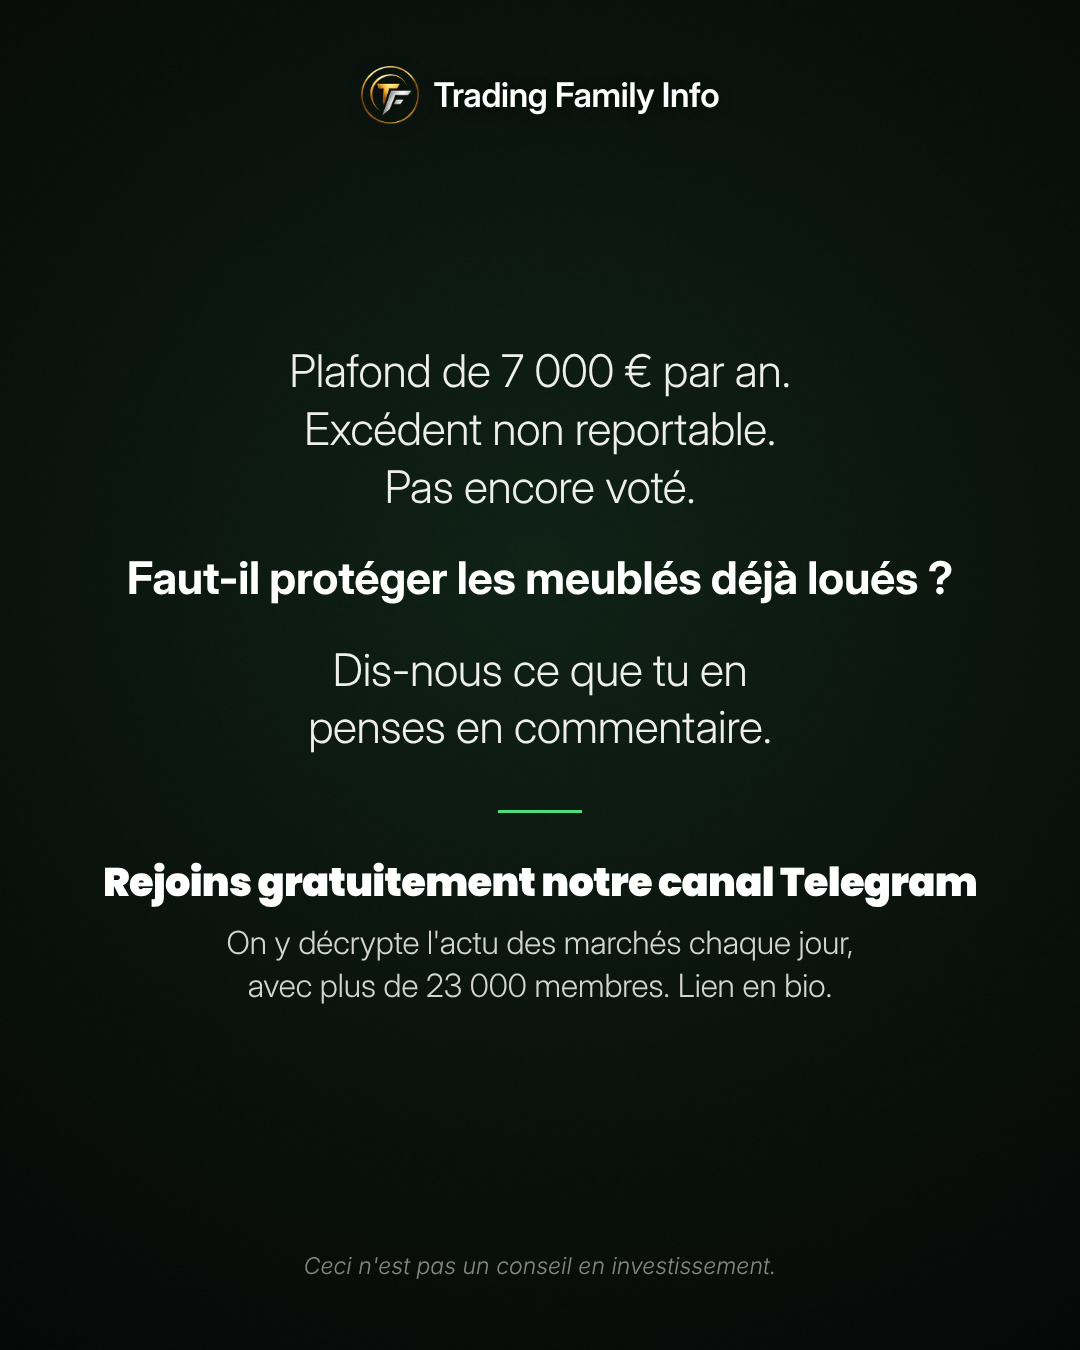 TF Trading Family Info
Plafond de 7 000 € par an.
Excédent non reportable.
Pas encore voté.
Faut-il protéger les meublés déjà loués ?
Dis-nous ce que tu en
penses en commentaire.
Rejoins gratuitement notre canal Telegram
On y décrypte l'actu des marchés chaque jour,
avec plus de 23 000 membres. Lien en bio.
Ceci n'est pas un conseil en investissement.